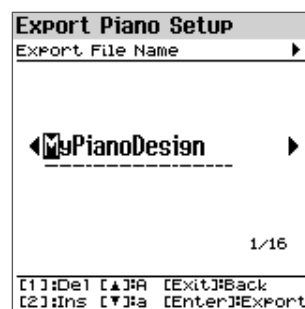 Export Piano Setup
Export File Name
MyPianoDesign
1/16
[1]:Del [▲]:A [Exit]:Back
[2]:Ins [▼]:a [Enter]:Export